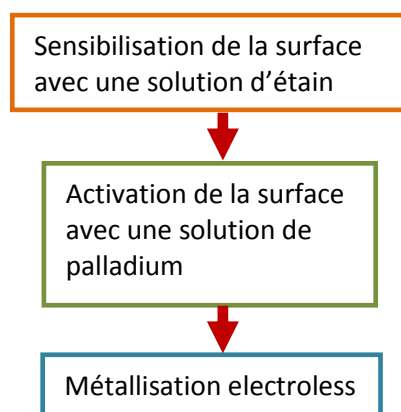 Sensibilisation de la surface
avec une solution d’étain
Activation de la surface
avec une solution de
palladium
Métallisation electroless